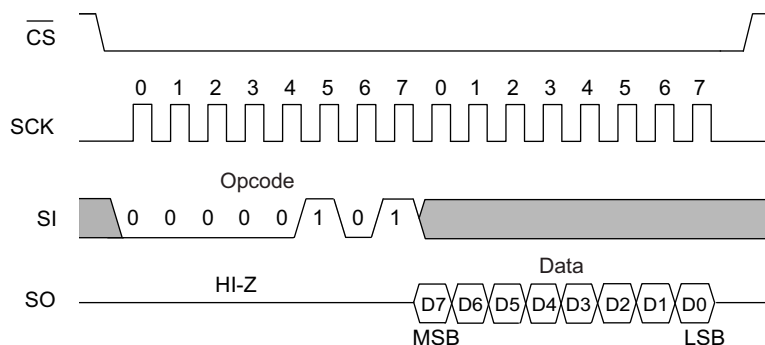 CS
0 1 2 3 4 5 6 7 0 1 2 3 4 5 6 7
SCK
Opcode
SI 0 0 0 0 0 1 0 1
Data
HI-Z
SO D7 D6 D5 D4 D3 D2 D1 D0
MSB LSB